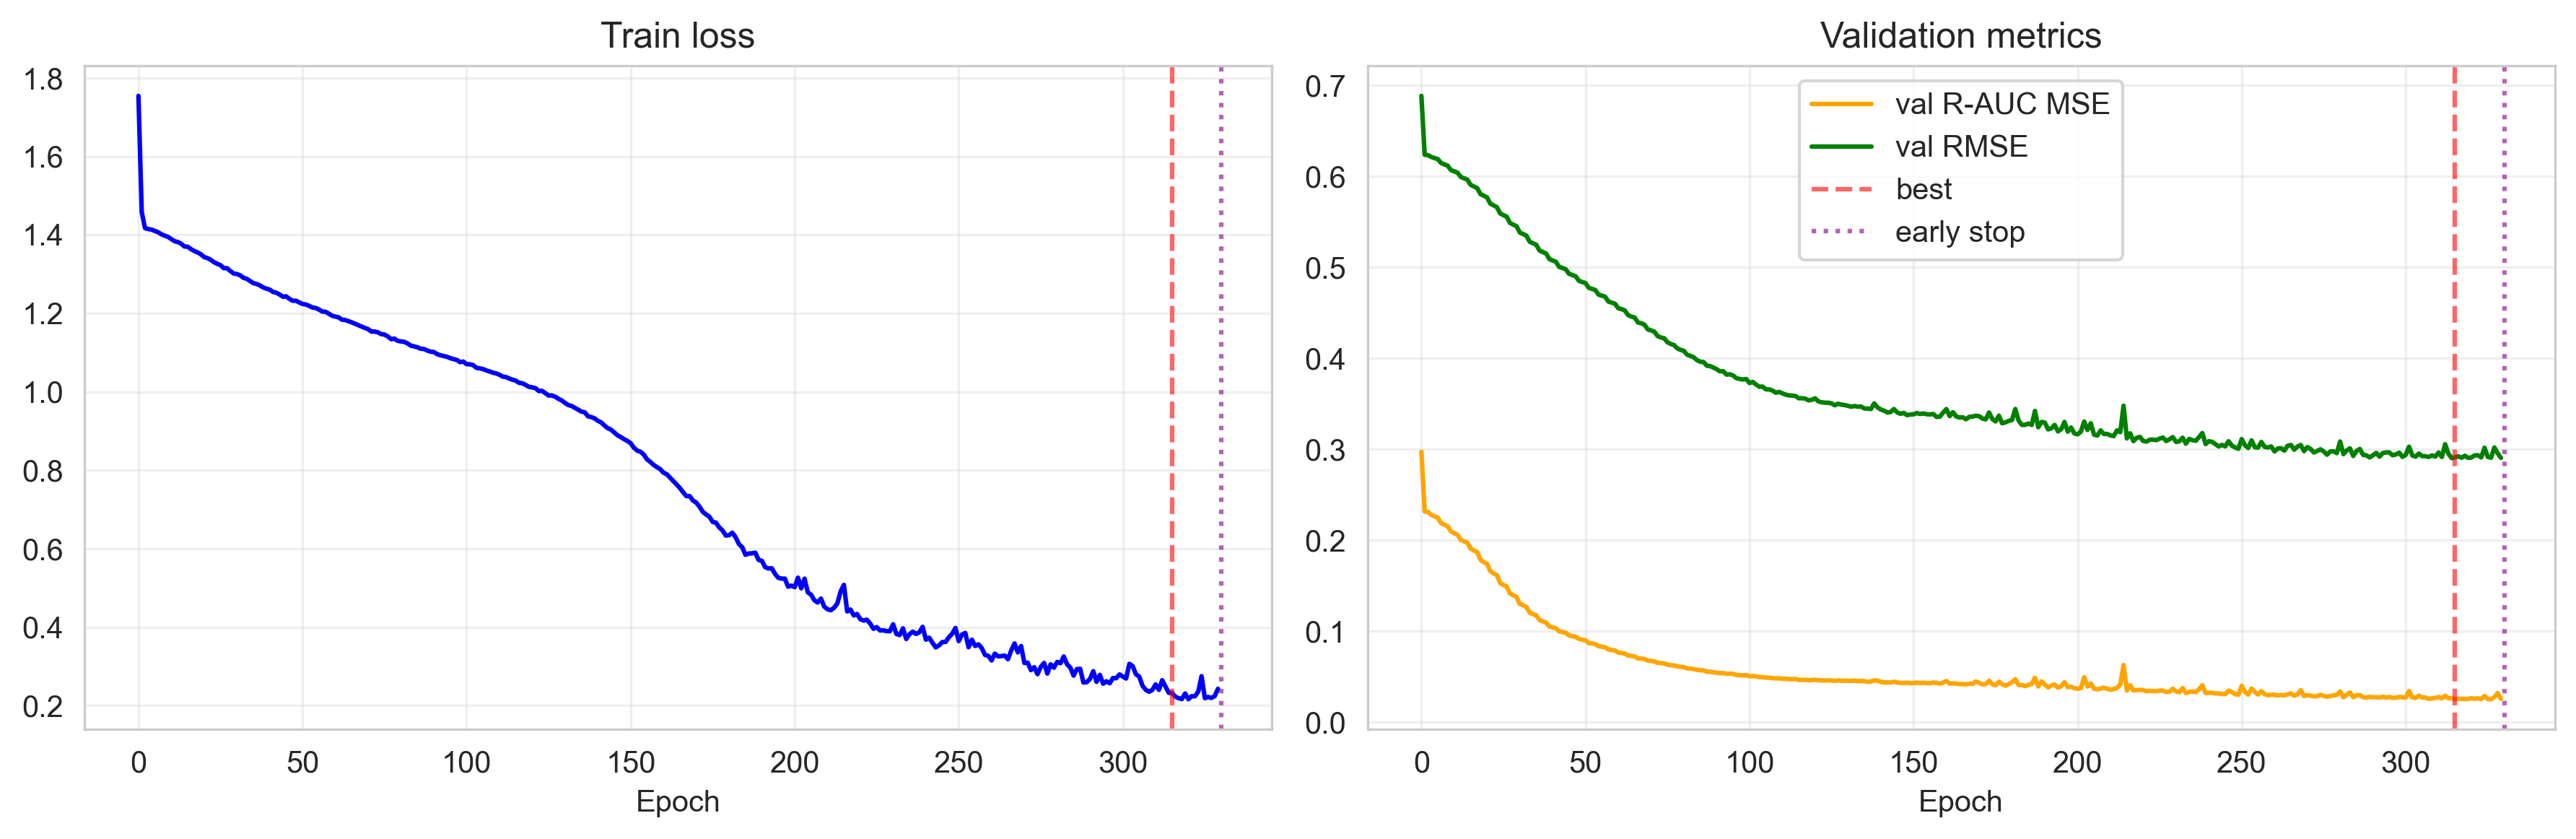 Train loss
1.8
1.6
1.4
1.2
1.0
0.8
0.6
0.4
0.2
0 50 100 150 200 250 300
Epoch
Validation metrics
0.7
0.6
0.5
0.4
0.3
0.2
0.1
0.0
val R-AUC MSE
val RMSE
best
early stop
0 50 100 150 200 250 300
Epoch